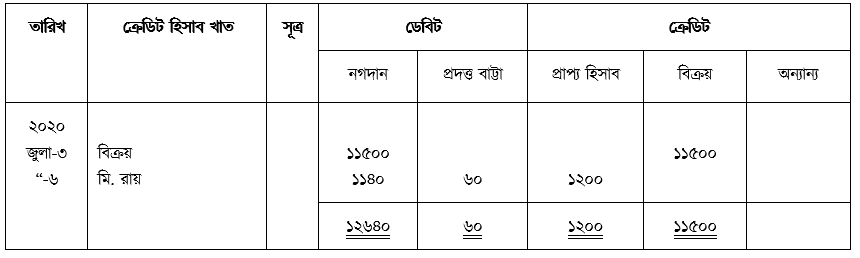 তারিখ ক্রেডিট হিসাব খাত সূত্র ডেবিট ক্রেডিট
নগদান প্রদত্ত বাট্টা প্রাপ্য হিসাব বিক্রয় অন্যান্য
২০২০
জুলা-৩ বিক্রয় ১১৫০০ ১১৫০০
“-৬ মি. রায় ১১৪০ ৬০ ১২০০
১২৬৪০ ৬০ ১২০০ ১১৫০০